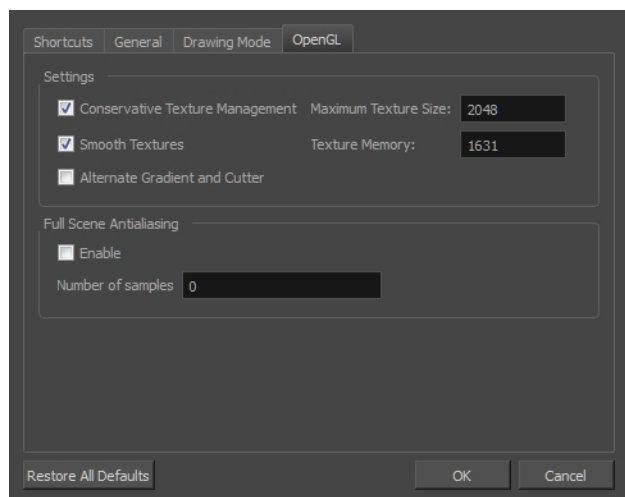 Shortcuts General Drawing Mode OpenGL
Settings
Conservative Texture Management Maximum Texture Size: 2048
Smooth Textures Texture Memory: 1631
Alternate Gradient and Cutter
Full Scene Antialiasing
Enable
Number of samples 0
Restore All Defaults OK Cancel